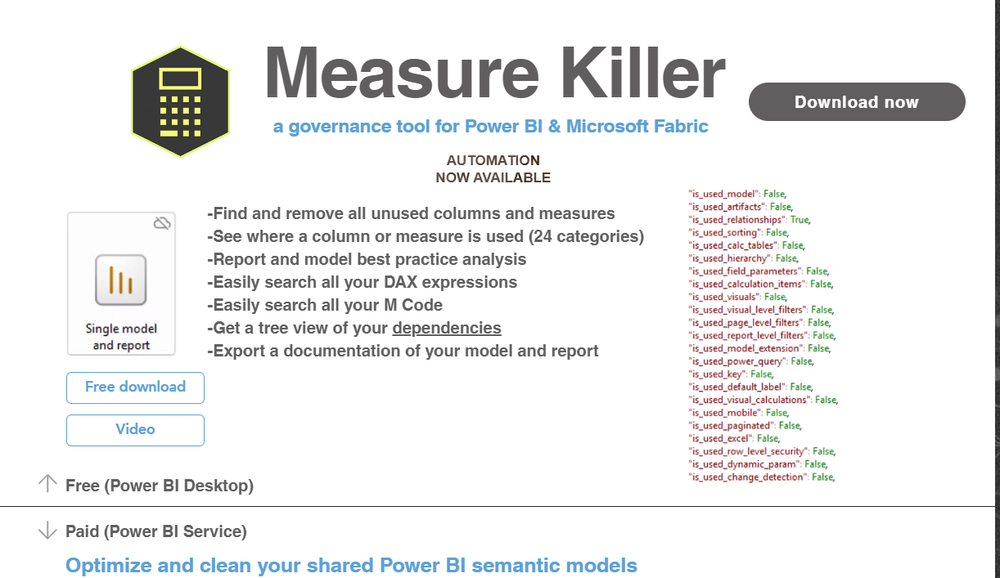 Measure Killer
Download now
a governance tool for Power BI & Microsoft Fabric
AUTOMATION
NOW AVAILABLE
Single model
and report
-Find and remove all unused columns and measures
-See where a column or measure is used (24 categories)
-Report and model best practice analysis
-Easily search all your DAX expressions
-Easily search all your M Code
-Get a tree view of your dependencies
-Export a documentation of your model and report
"is_used_model": False,
"is_used_artifacts": False,
"is_used_relationships": True,
"is_used_sorting": False,
"is_used_calc_tables": False,
"is_used_hierarchy": False,
"is_used_field_parameters": False,
"is_used_calculation_items": False,
"is_used_visuals": False,
"is_used_visual_level_filters": False,
"is_used_page_level_filters": False,
"is_used_report_level_filters": False,
"is_used_model_extension": False,
"is_used_power_query": False,
"is_used_key": False,
"is_used_default_label": False,
"is_used_visual_calculations": False,
"is_used_mobile": False,
"is_used_paginated": False,
"is_used_excel": False,
"is_used_row_level_security": False,
"is_used_dynamic_param": False,
"is_used_change_detection": False,
Free download
Video
Free (Power BI Desktop)
Paid (Power BI Service)
Optimize and clean your shared Power BI semantic models